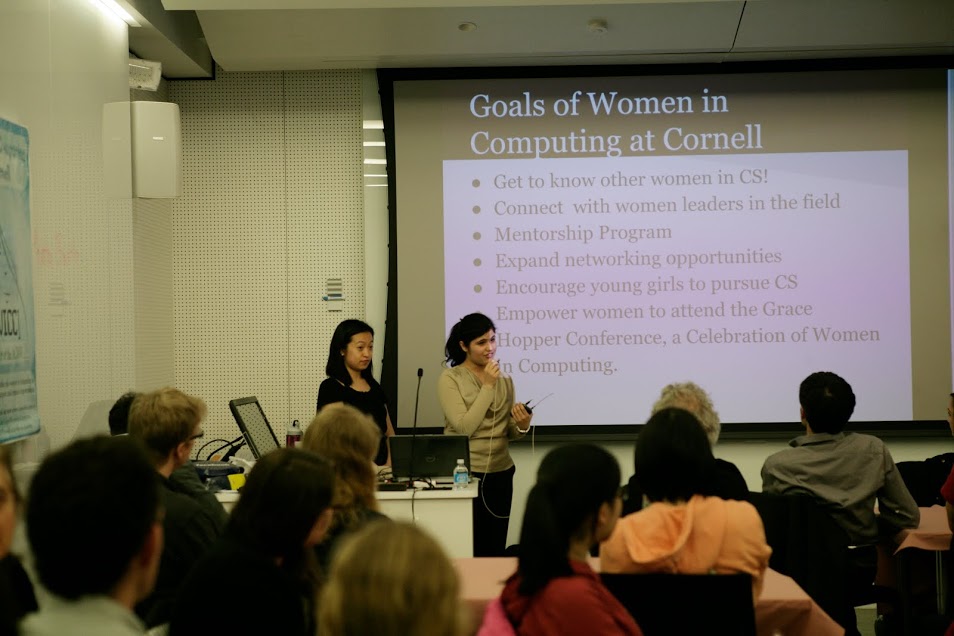 Goals of Women in
Computing at Cornell
● Get to know other women in CS!
● Connect with women leaders in the field
● Mentorship Program
● Expand networking opportunities
● Encourage young girls to pursue CS
Empower women to attend the Grace
Hopper Conference, a Celebration of Women
in Computing.